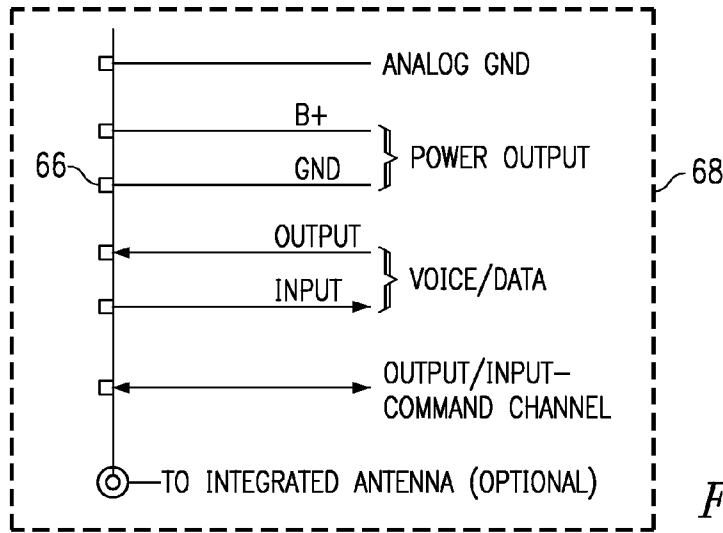 ANALOG GND
B+
POWER OUTPUT
66
GND
68
OUTPUT
VOICE/DATA
INPUT
OUTPUT/INPUT–
COMMAND CHANNEL
TO INTEGRATED ANTENNA (OPTIONAL)
F